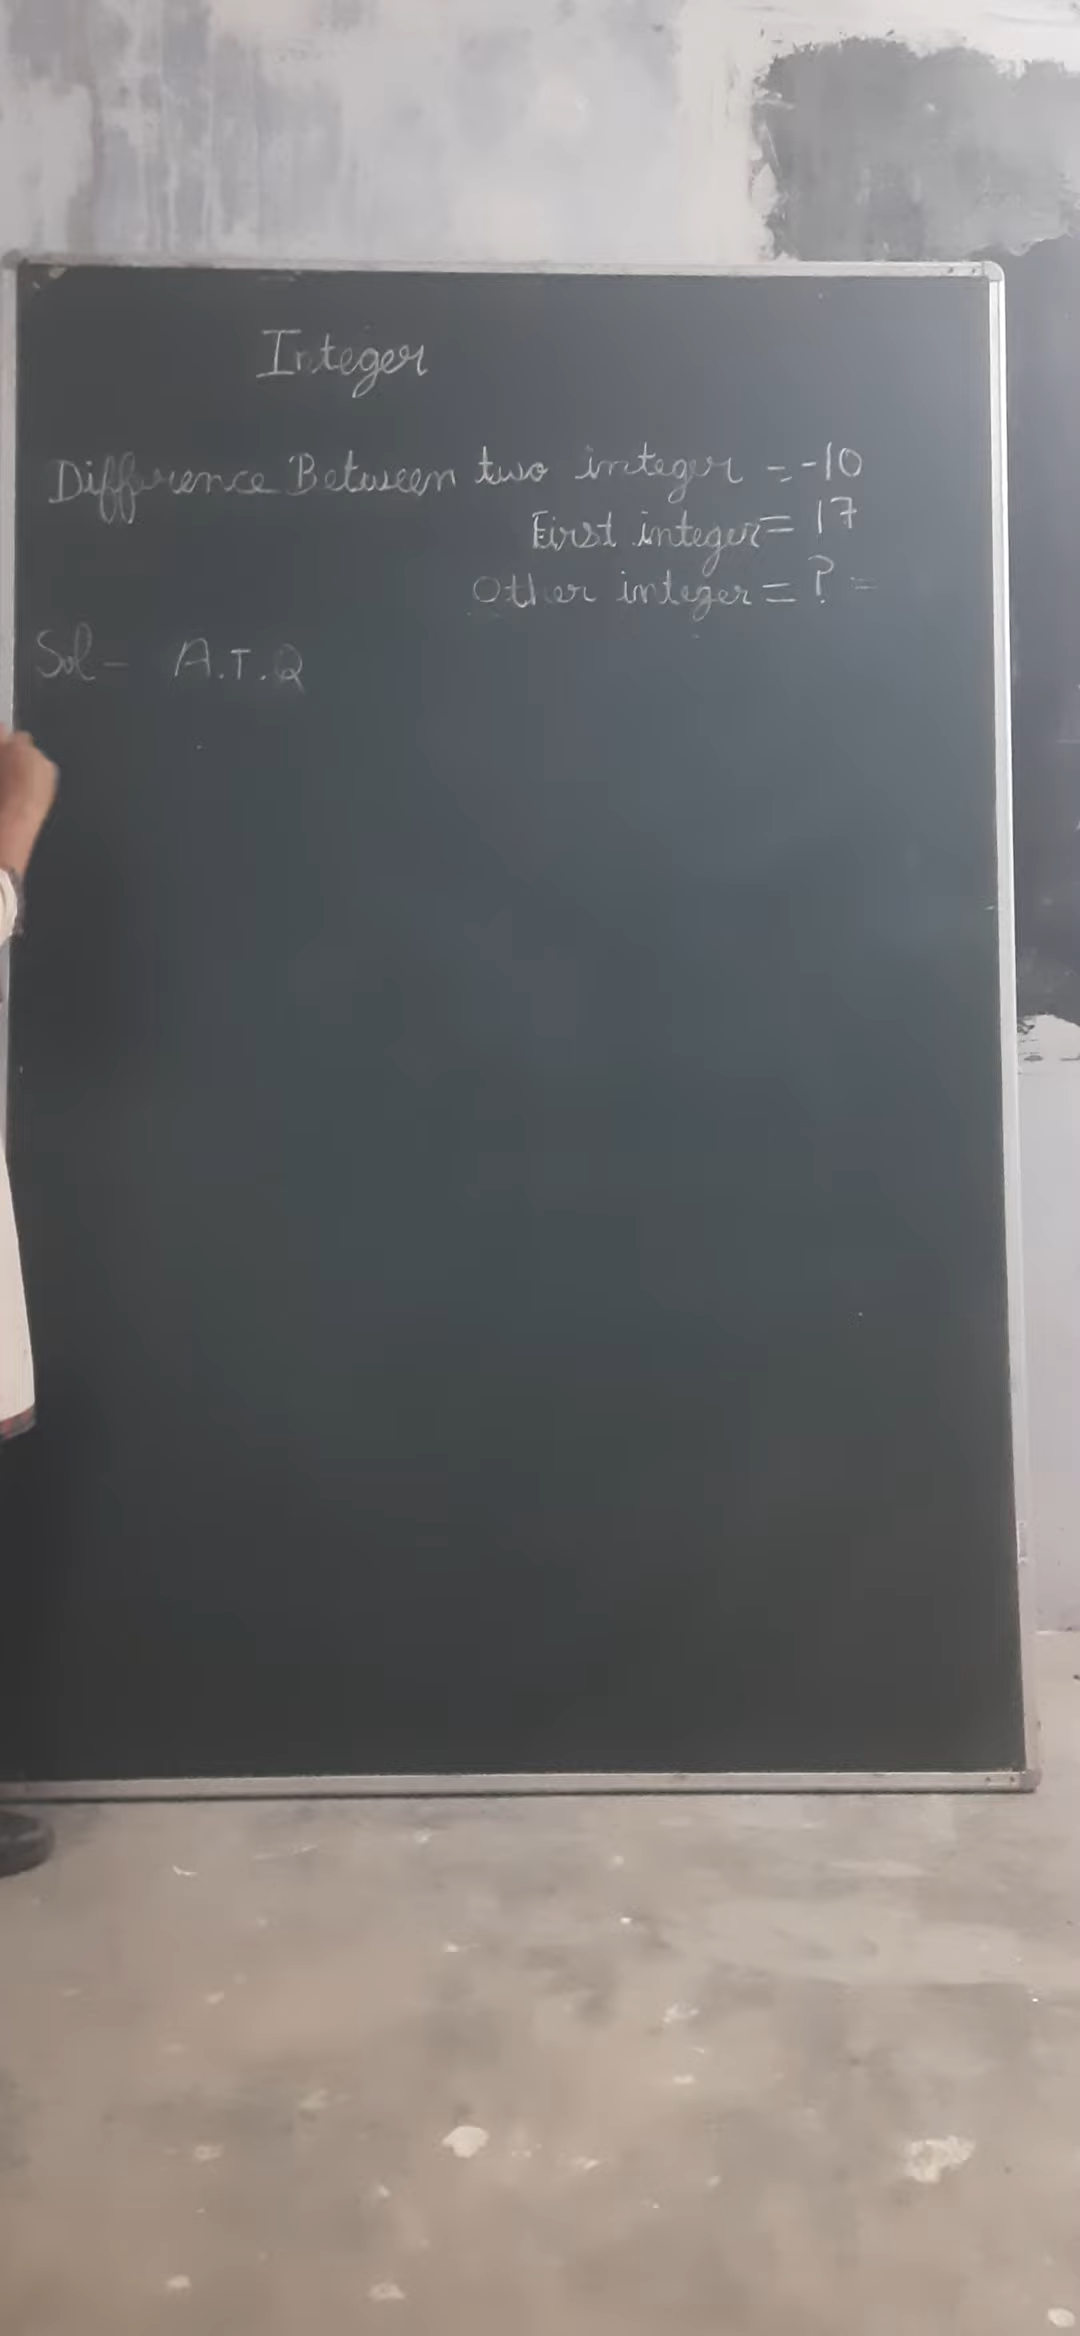 Integer
Difference Between two integer = -10
First integer = 17
Other integer = ? =
Sol - A.T.Q